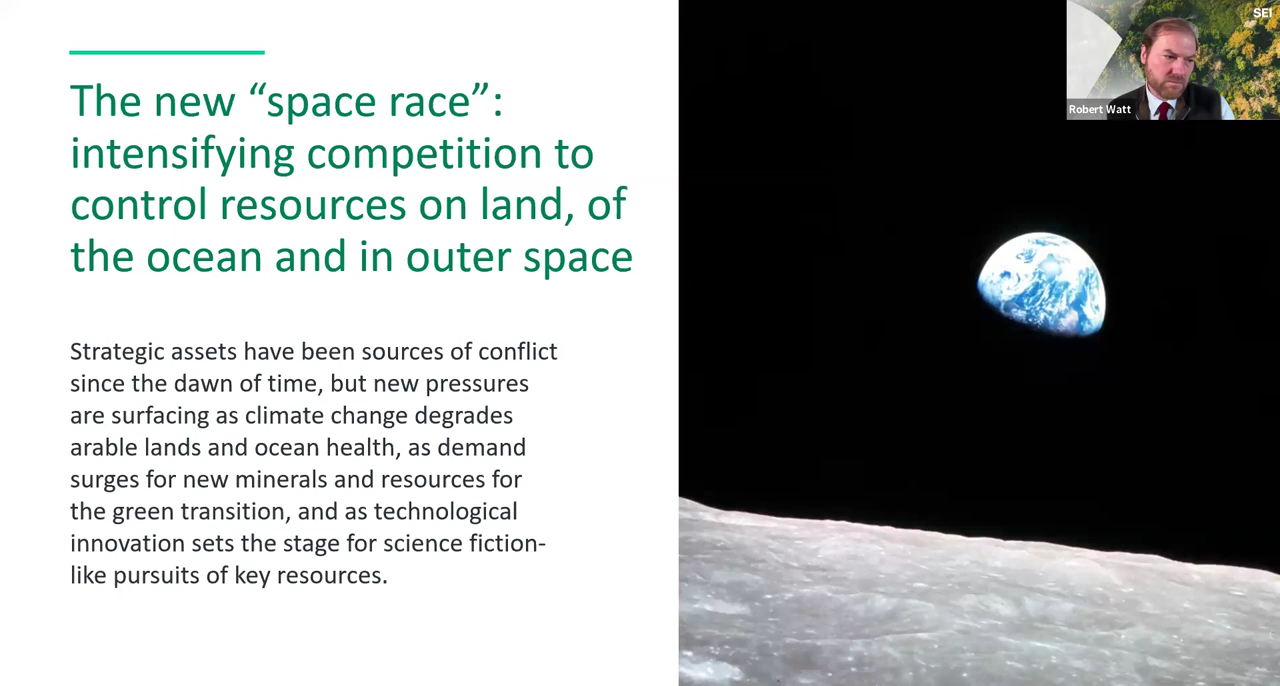 The new “space race”:
intensifying competition to
control resources on land, of
the ocean and in outer space
Strategic assets have been sources of conflict
since the dawn of time, but new pressures
are surfacing as climate change degrades
arable lands and ocean health, as demand
surges for new minerals and resources for
the green transition, and as technological
innovation sets the stage for science fiction-
like pursuits of key resources.
SEI
Robert Watt